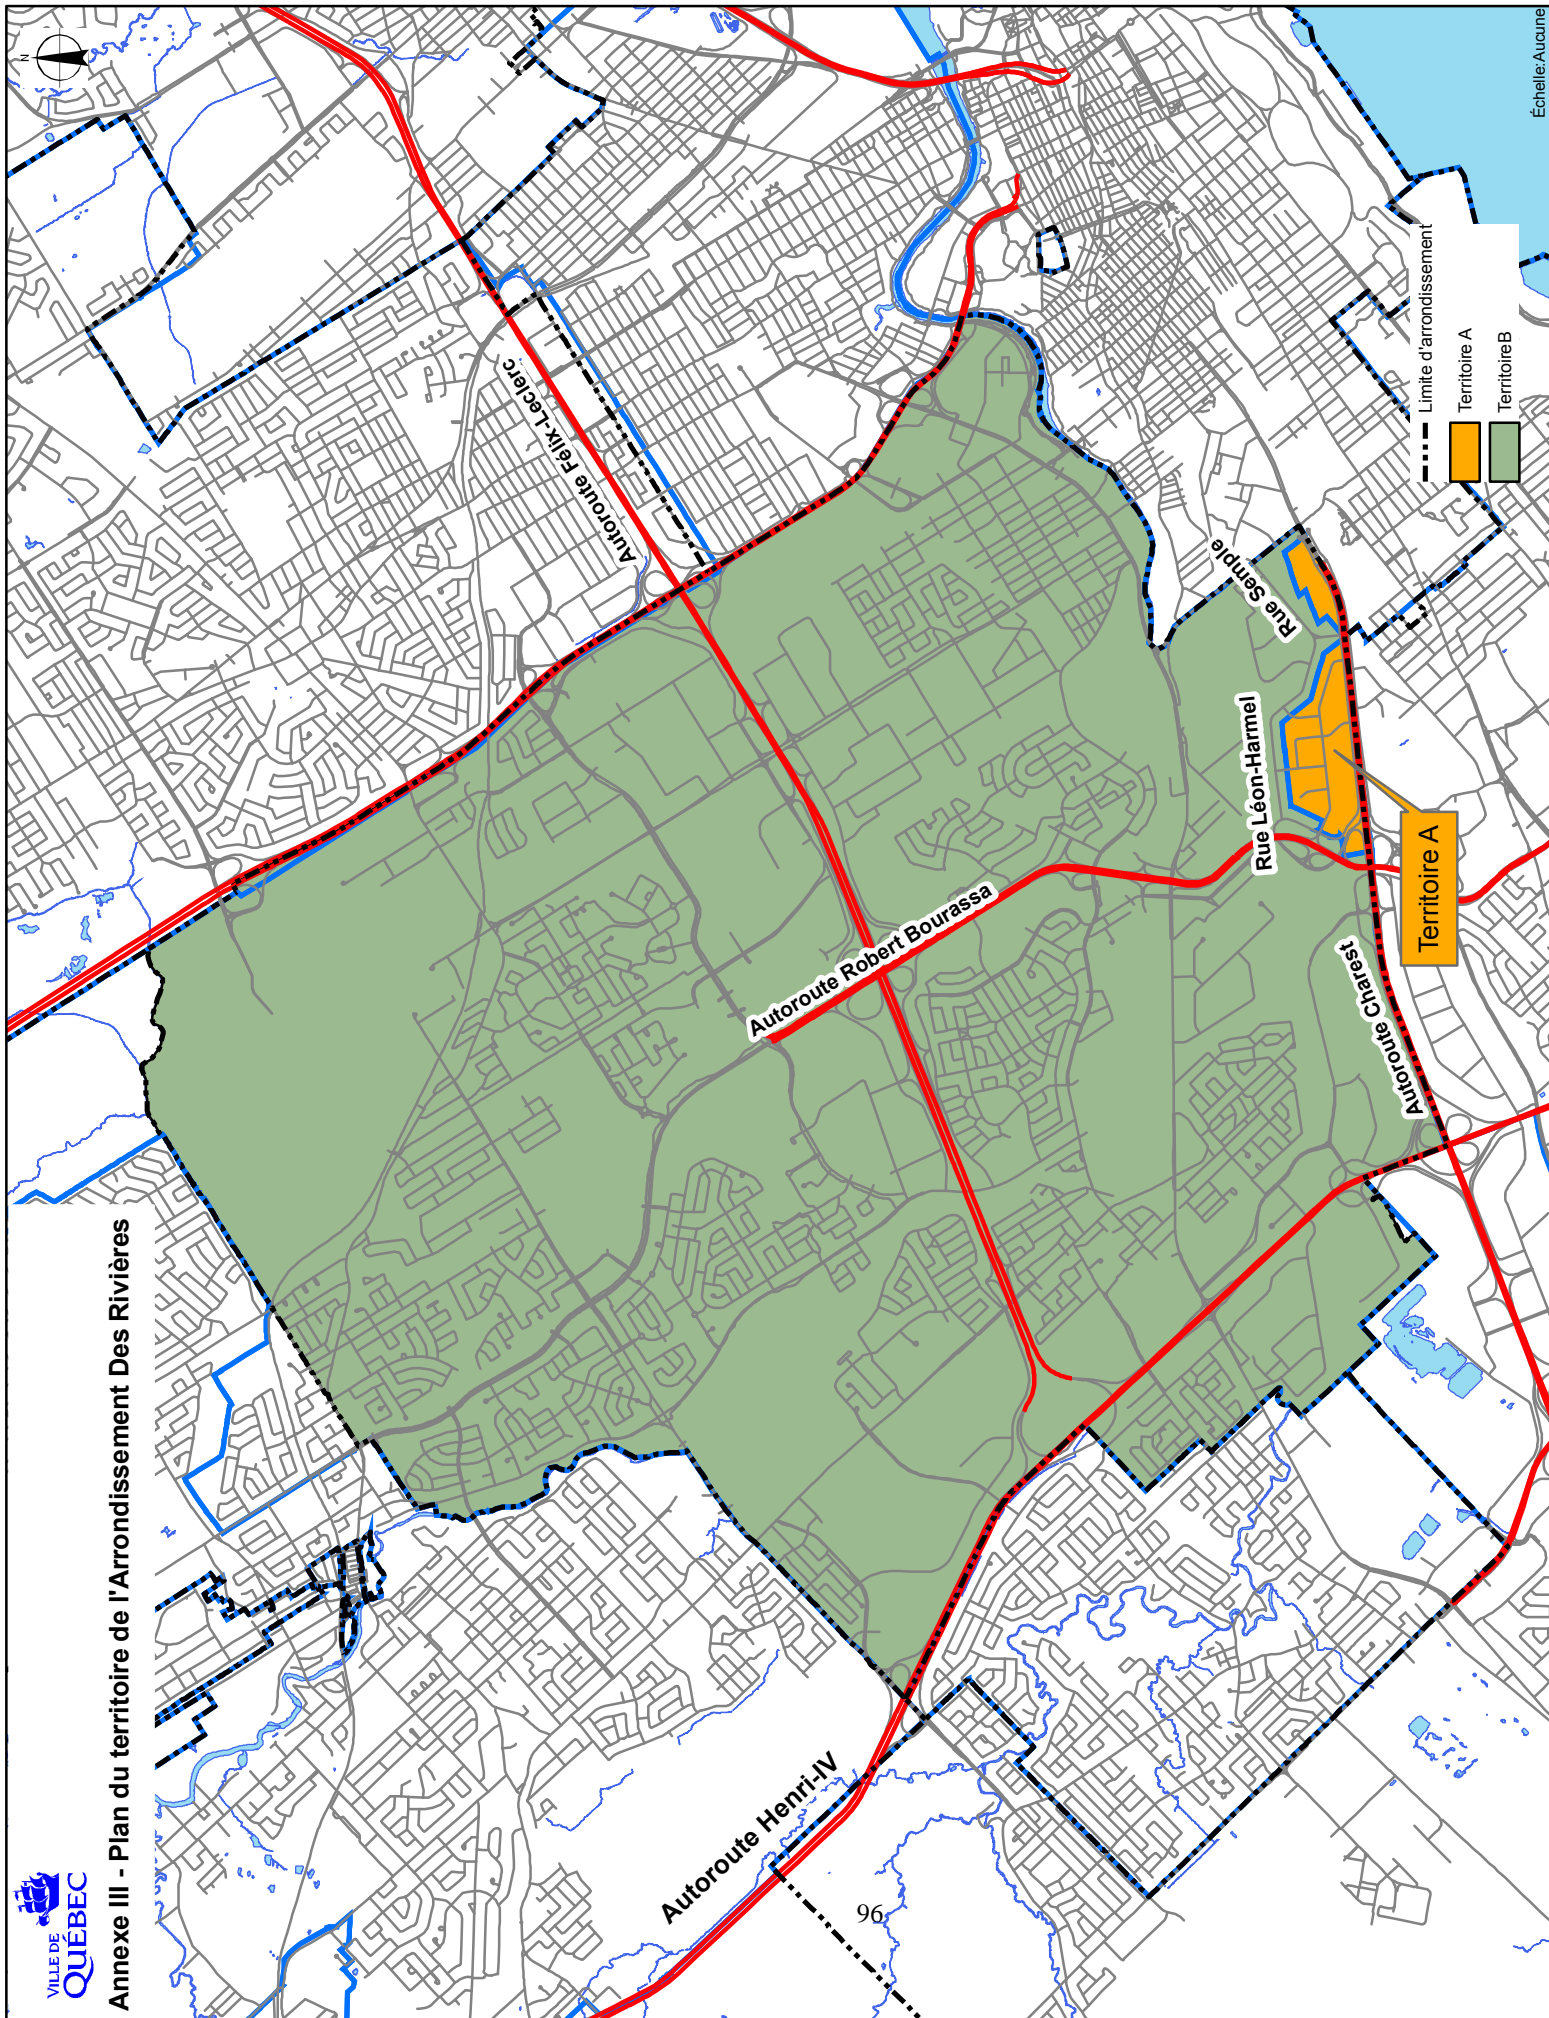 VILLE DE
QUÉBEC
Annexe III - Plan du territoire de l'Arrondissement Des Rivières
N
Autoroute Félix-Leclerc
Autoroute Robert Bourassa
Autoroute Henri-IV
Rue Semple
Rue Léon-Harmel
Autoroute Charest
Territoire A
Limite d'arrondissement
Territoire A
Territoire B
Échelle:Aucune
96